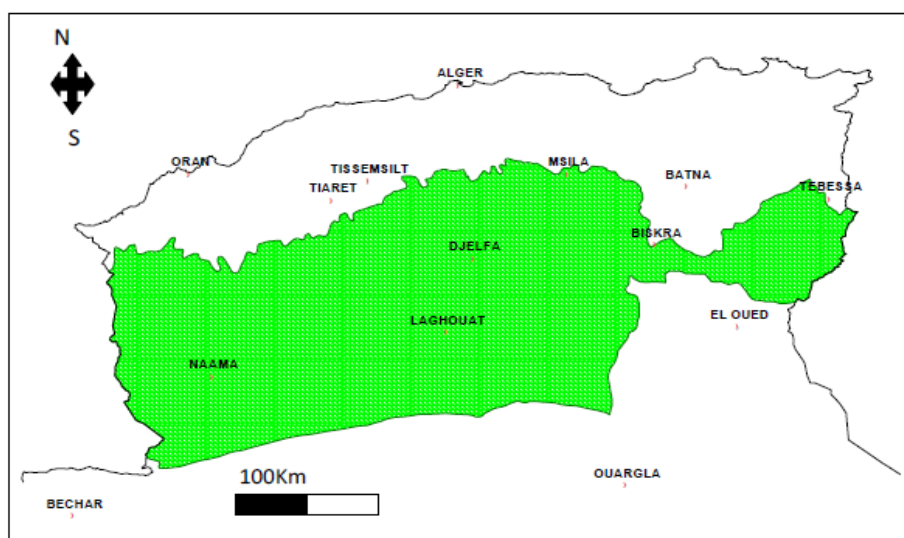 N
S
ALGER
ORAN
TISSEMSILT
MSILA
TIARET
BATNA
TEBESSA
BISKRA
DJELFA
EL OUED
LAGHOUAT
NAAMA
100Km
OUARGLA
BECHAR